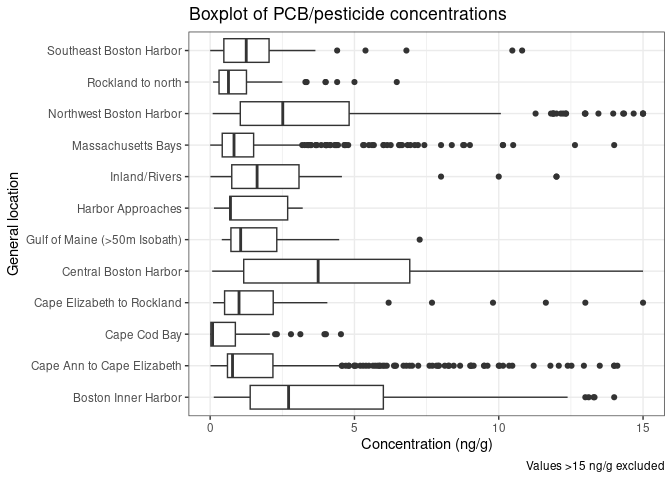 Boxplot of PCB/pesticide concentrations
General location
Southeast Boston Harbor
Rockland to north
Northwest Boston Harbor
Massachusetts Bays
Inland/Rivers
Harbor Approaches
Gulf of Maine (>50m Isobath)
Central Boston Harbor
Cape Elizabeth to Rockland
Cape Cod Bay
Cape Ann to Cape Elizabeth
Boston Inner Harbor
0 5 10 15
Concentration (ng/g)
Values >15 ng/g excluded